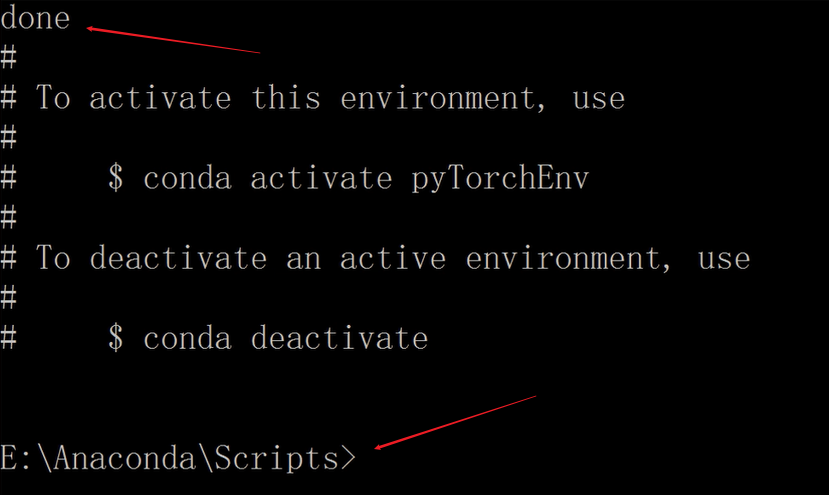 done
#
# To activate this environment, use
#
#     $ conda activate pyTorchEnv
#
# To deactivate an active environment, use
#
#     $ conda deactivate
E:\Anaconda\Scripts>